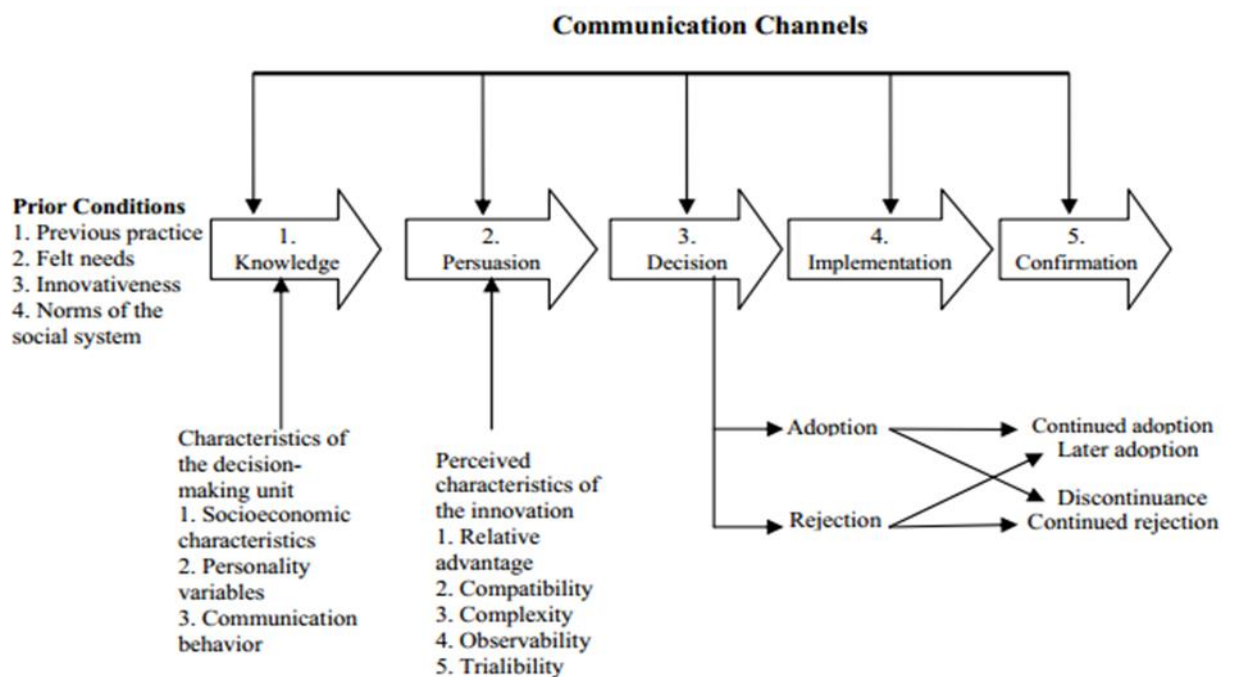 Communication Channels
Prior Conditions
1. Previous practice
2. Felt needs
3. Innovativeness
4. Norms of the
social system
1.
Knowledge
2.
Persuasion
3.
Decision
4.
Implementation
5.
Confirmation
Characteristics of
the decision-
making unit
1. Socioeconomic
characteristics
2. Personality
variables
3. Communication
behavior
Perceived
characteristics of
the innovation
1. Relative
advantage
2. Compatibility
3. Complexity
4. Observability
5. Trialibility
Adoption
Rejection
Continued adoption
Later adoption
Discontinuance
Continued rejection